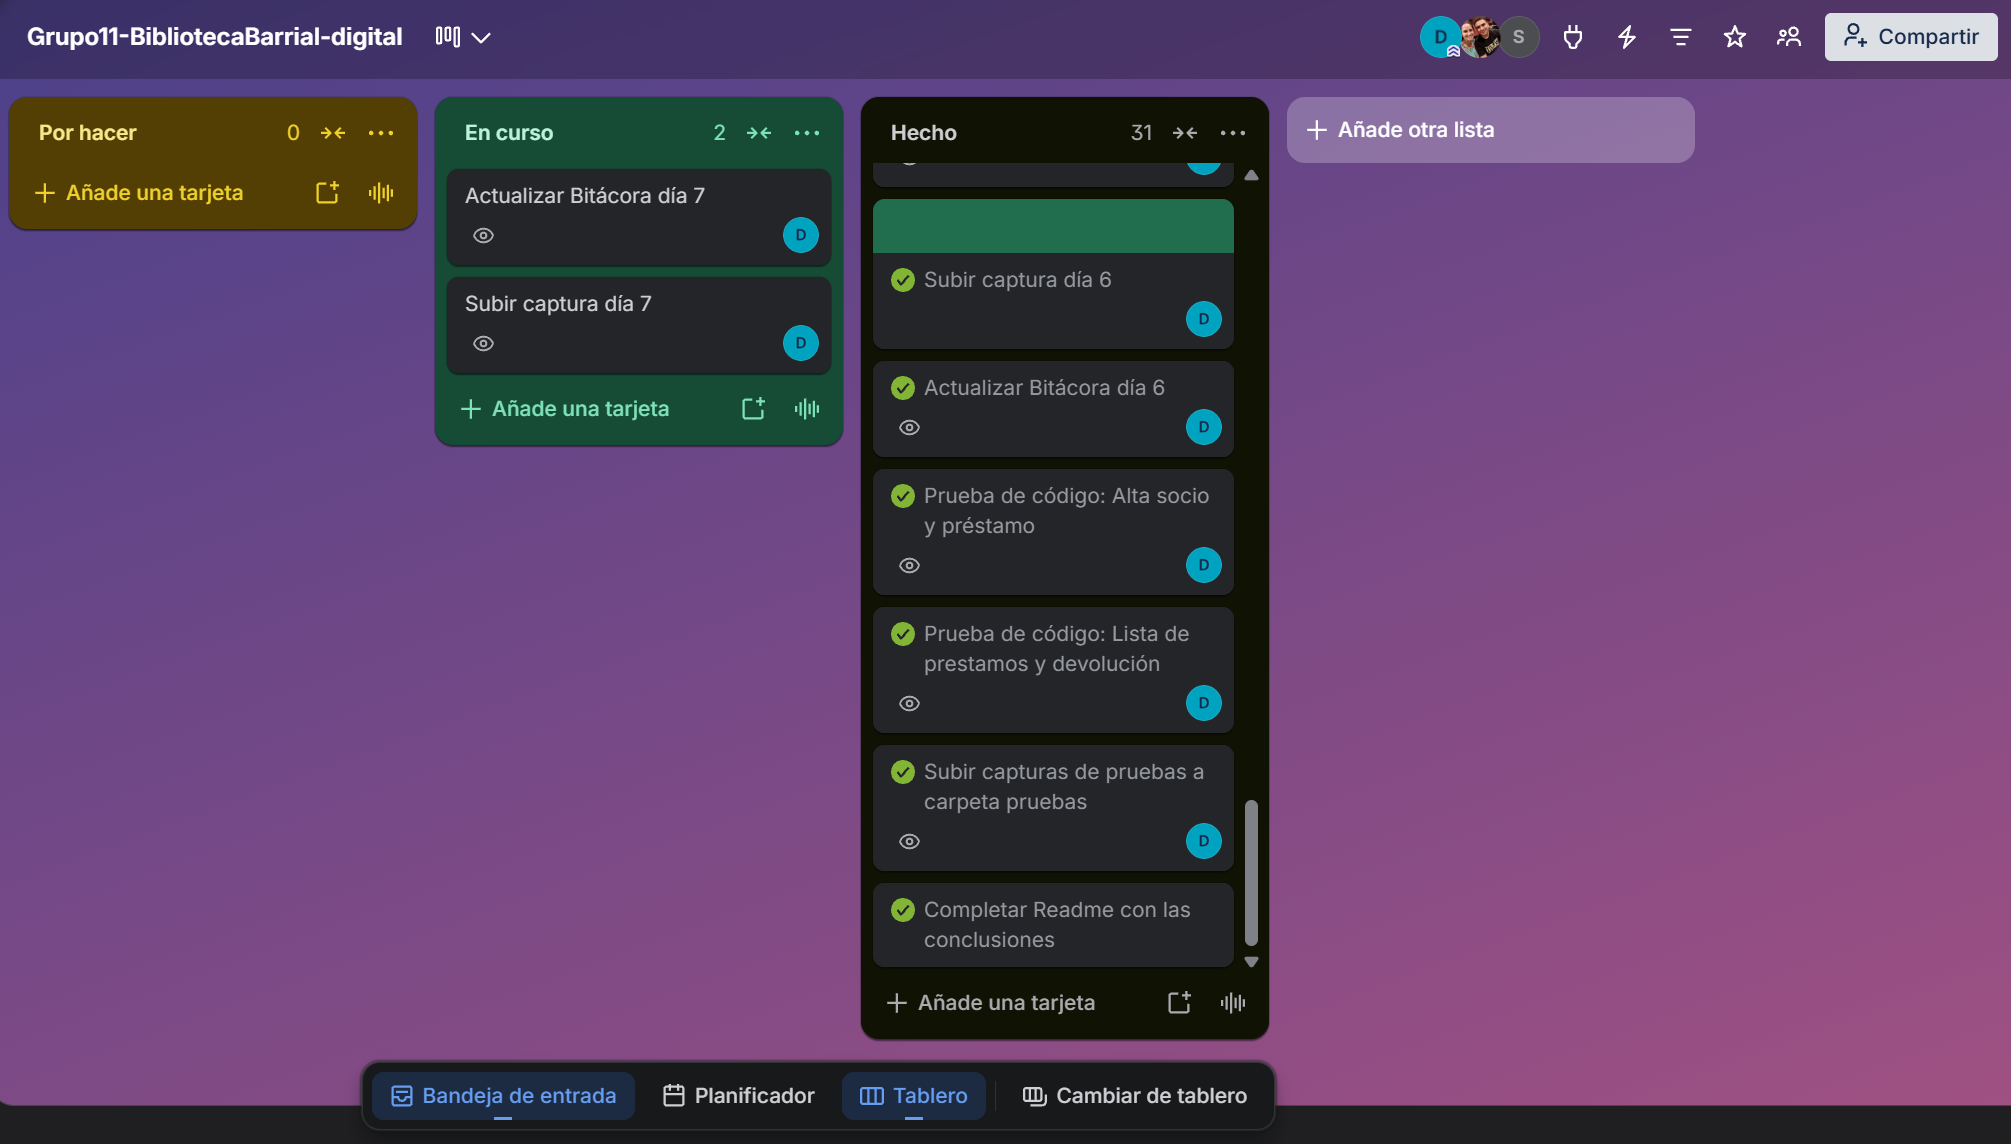 Grupo11-BibliotecaBarrial-digital
D
S
Compartir
Por hacer
0
Añade una tarjeta
En curso
2
Actualizar Bitácora día 7
D
Subir captura día 7
D
Añade una tarjeta
Hecho
31
Subir captura día 6
D
Actualizar Bitácora día 6
D
Prueba de código: Alta socio
y préstamo
D
Prueba de código: Lista de
prestamos y devolución
D
Subir capturas de pruebas a
carpeta pruebas
D
Completar Readme con las
conclusiones
Añade una tarjeta
Añade otra lista
Bandeja de entrada
Planificador
Tablero
Cambiar de tablero